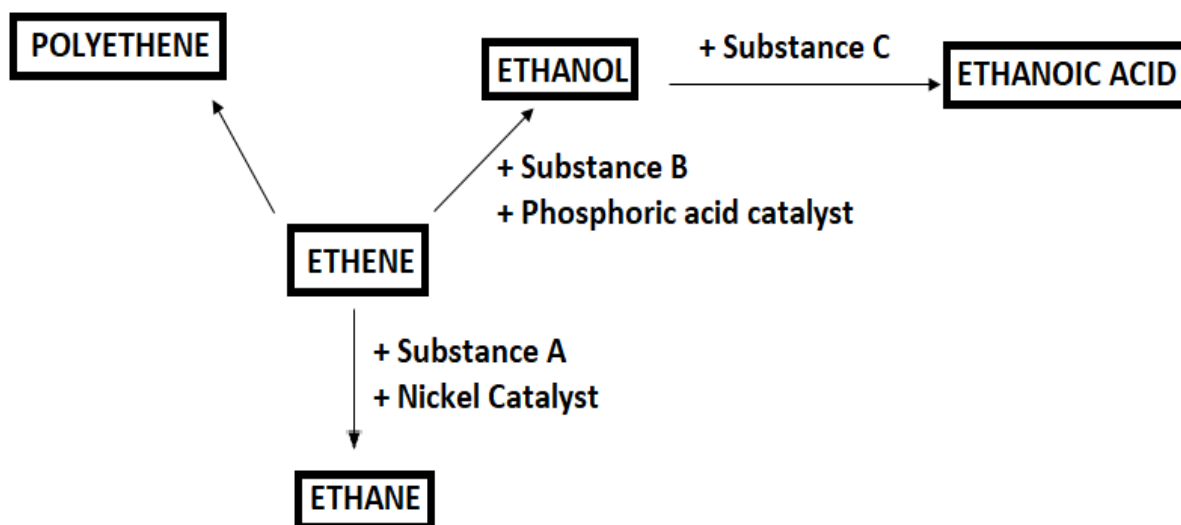 POLYETHENE
ETHANOL
+ Substance C
ETHANOIC ACID
+ Substance B
+ Phosphoric acid catalyst
ETHENE
+ Substance A
+ Nickel Catalyst
ETHANE